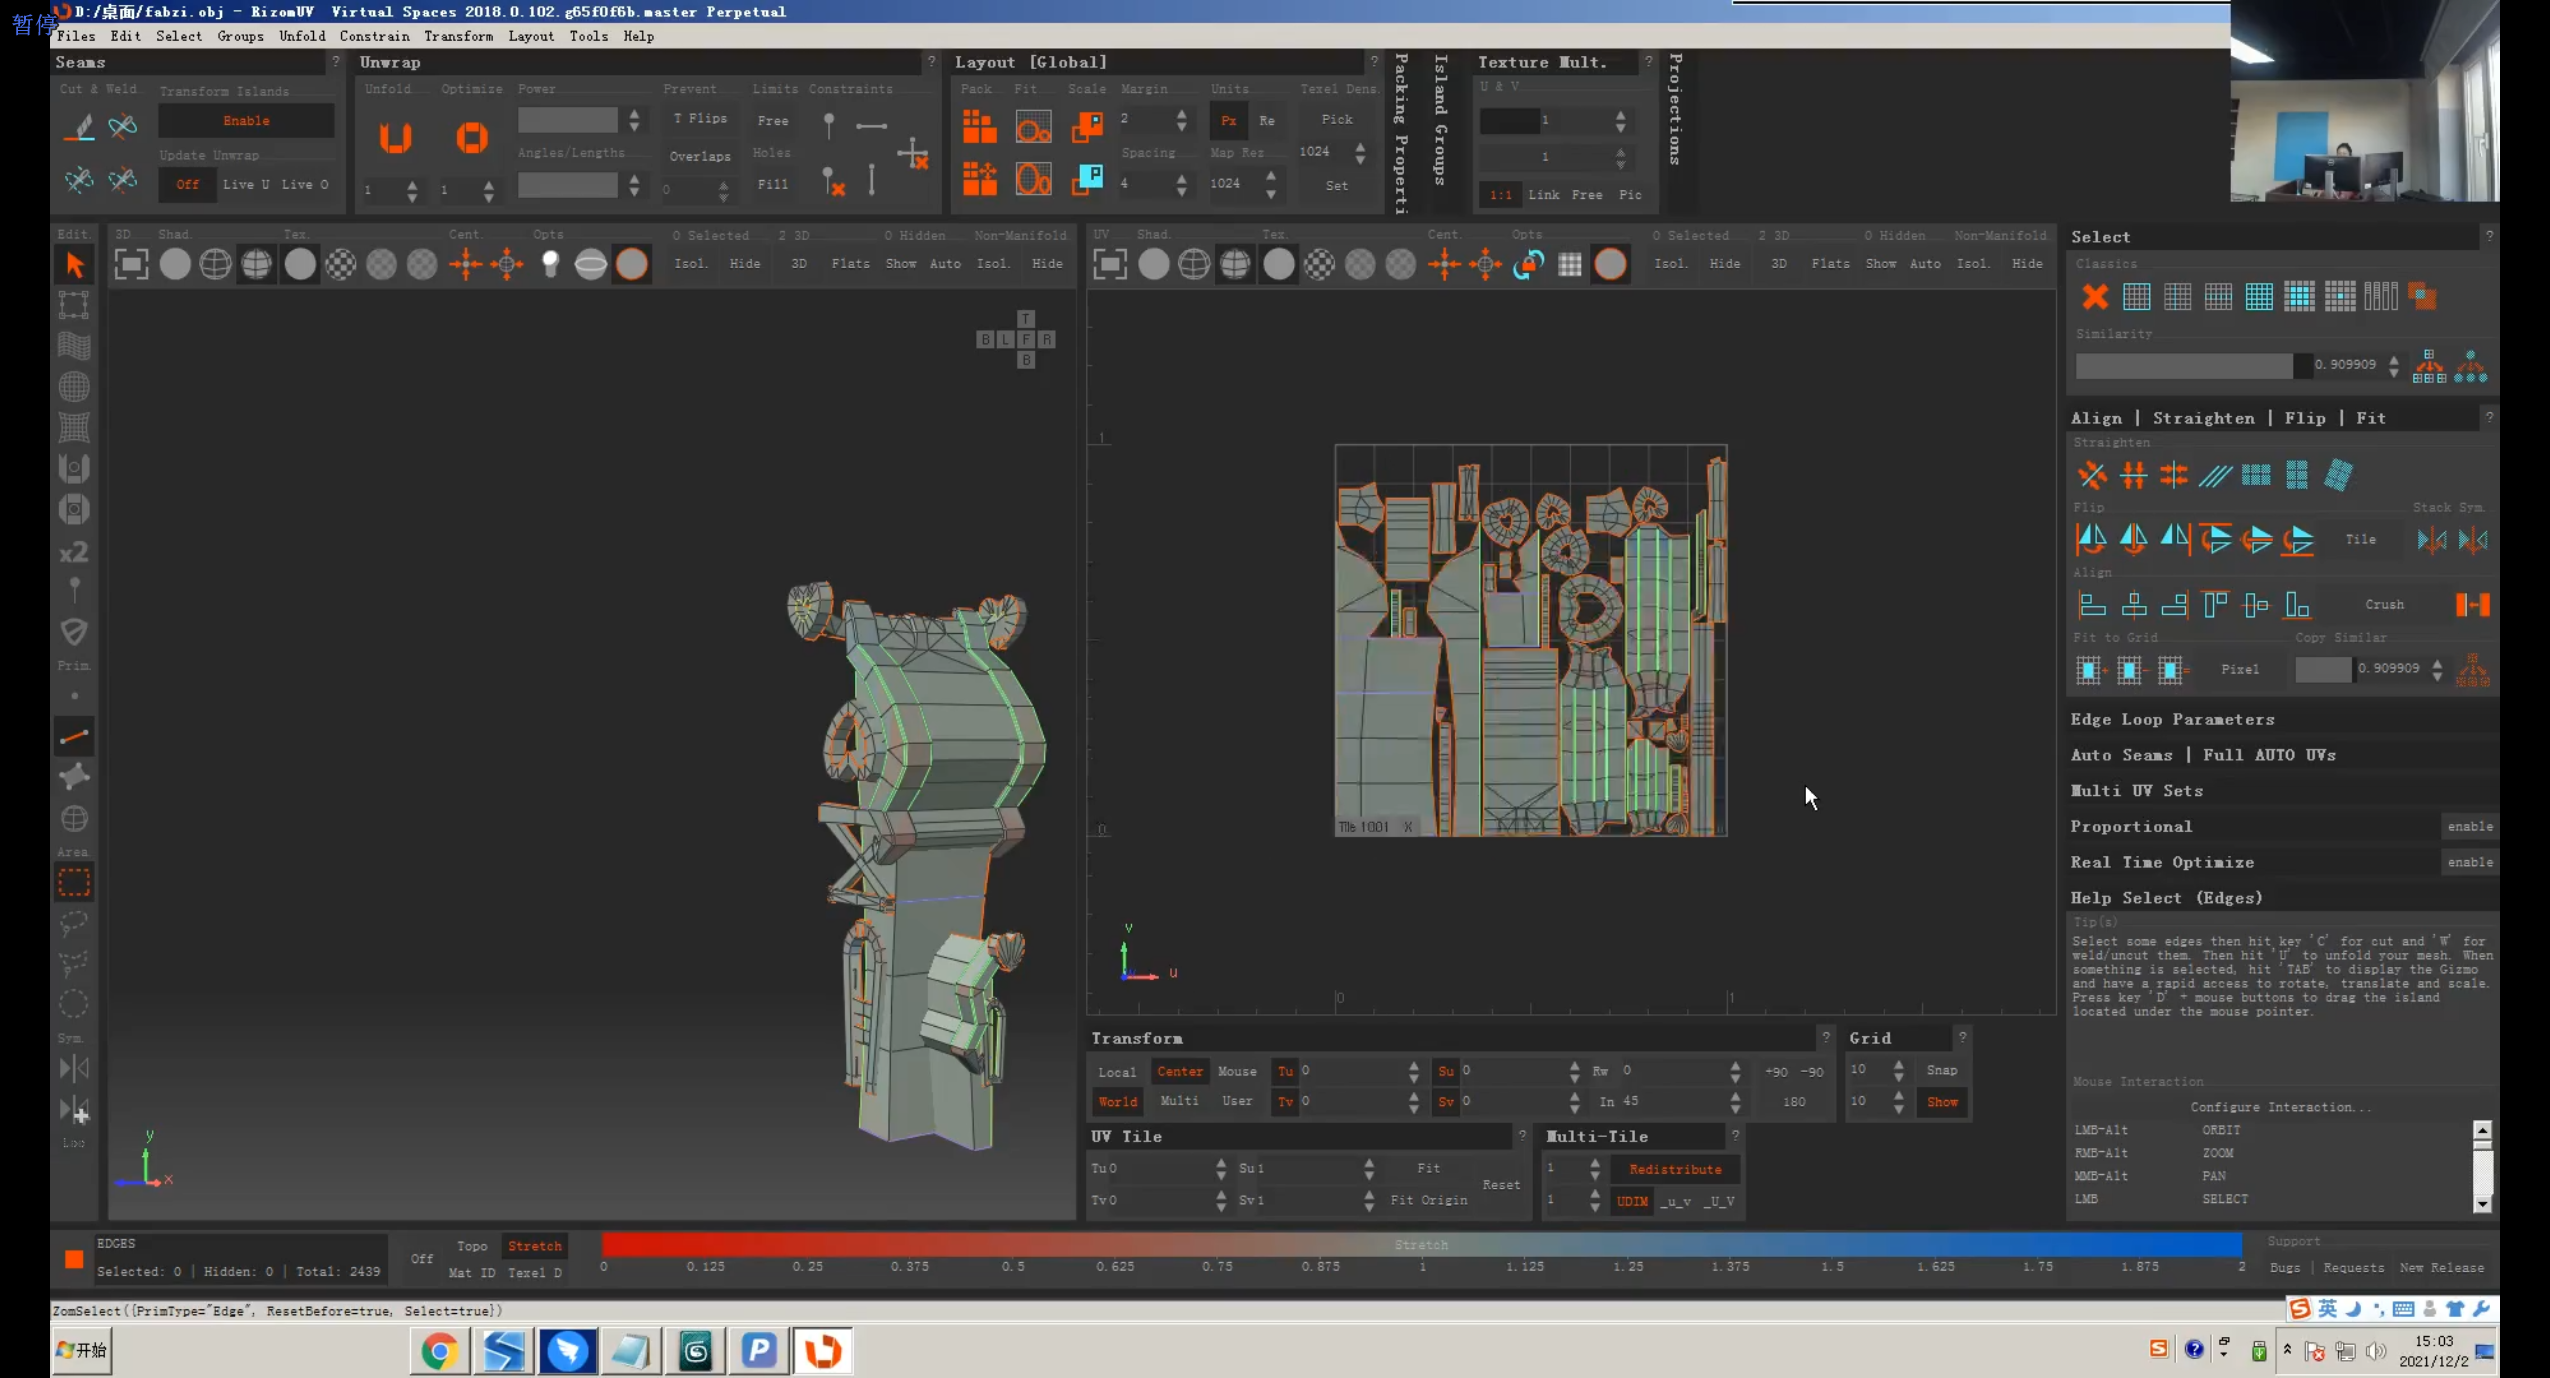 暂停
D:/桌面/fabzi.obj - RizomUV  Virtual Spaces 2018.0.102.g65f0f6b.master Perpetual
Files Edit Select Groups Unfold Constrain Transform Layout Tools Help
Seams ? Unwrap ? Layout [Global] ? Texture Mult. ?
Packing Properti
Island Groups
Projections
Cut & Weld Transform Islands Unfold Optimize Power Prevent Limits Constraints Pack Fit Scale Margin Units Texel Dens. U & V
Enable T Flips Free 2 Px Re Pick 1
Update Unwrap Angles/Lengths Overlaps Holes Spacing Map Rez 1024 1
Off Live U Live O 1 1 0 Fill 4 1024 Set 1:1 Link Free Pic
Edit 3D Shad. Tex. Cent. Opts 0 Selected 2 3D 0 Hidden Non-Manifold
Isol. Hide 3D Flats Show Auto Isol. Hide
UV Shad. Tex. Cent. Opts 0 Selected 2 3D 0 Hidden Non-Manifold
Isol. Hide 3D Flats Show Auto Isol. Hide
Select ?
Classics
Similarity
0.909909
Align | Straighten | Flip | Fit ?
Straighten
Flip Stack Sym.
Tile
Align
Crush
Fit to Grid Copy Similar
Pixel 0.909909
Edge Loop Parameters
Auto Seams | Full AUTO UVs
Multi UV Sets
Proportional enable
Real Time Optimize enable
Help Select (Edges)
Tip(s)
Select some edges then hit key 'C' for cut and 'W' for
weld/uncut them. Then hit 'U' to unfold your mesh. When
something is selected, hit 'TAB' to display the Gizmo
and have a rapid access to rotate, translate and scale.
Press key 'D' + mouse buttons to drag the island
located under the mouse pointer.
Mouse Interaction
Configure Interaction...
LMB-Alt ORBIT
RMB-Alt ZOOM
MMB-Alt PAN
LMB SELECT
x2
Prim.
Area
Sym.
Loc
T
B L F R
B
y
x
1
0
Tile 1001 X
v
u
0 1
Transform ? Grid ?
Local Center Mouse Tu 0 Su 0 Rw 0 +90 -90 10 Snap
World Multi User Tv 0 Sv 0 In 45 180 10 Show
UV Tile ? Multi-Tile ?
Tu 0 Su 1 Fit Reset 1 Redistribute
Tv 0 Sv 1 Fit Origin 1 UDIM _u_v _U_V
EDGES
Selected: 0 | Hidden: 0 | Total: 2439
Off Topo Stretch
Mat ID Texel D
Stretch
0 0.125 0.25 0.375 0.5 0.625 0.75 0.875 1 1.125 1.25 1.375 1.5 1.625 1.75 1.875 2
Support
Bugs | Requests New Release
ZomSelect({PrimType="Edge", ResetBefore=true, Select=true})
英
开始
15:03
2021/12/2